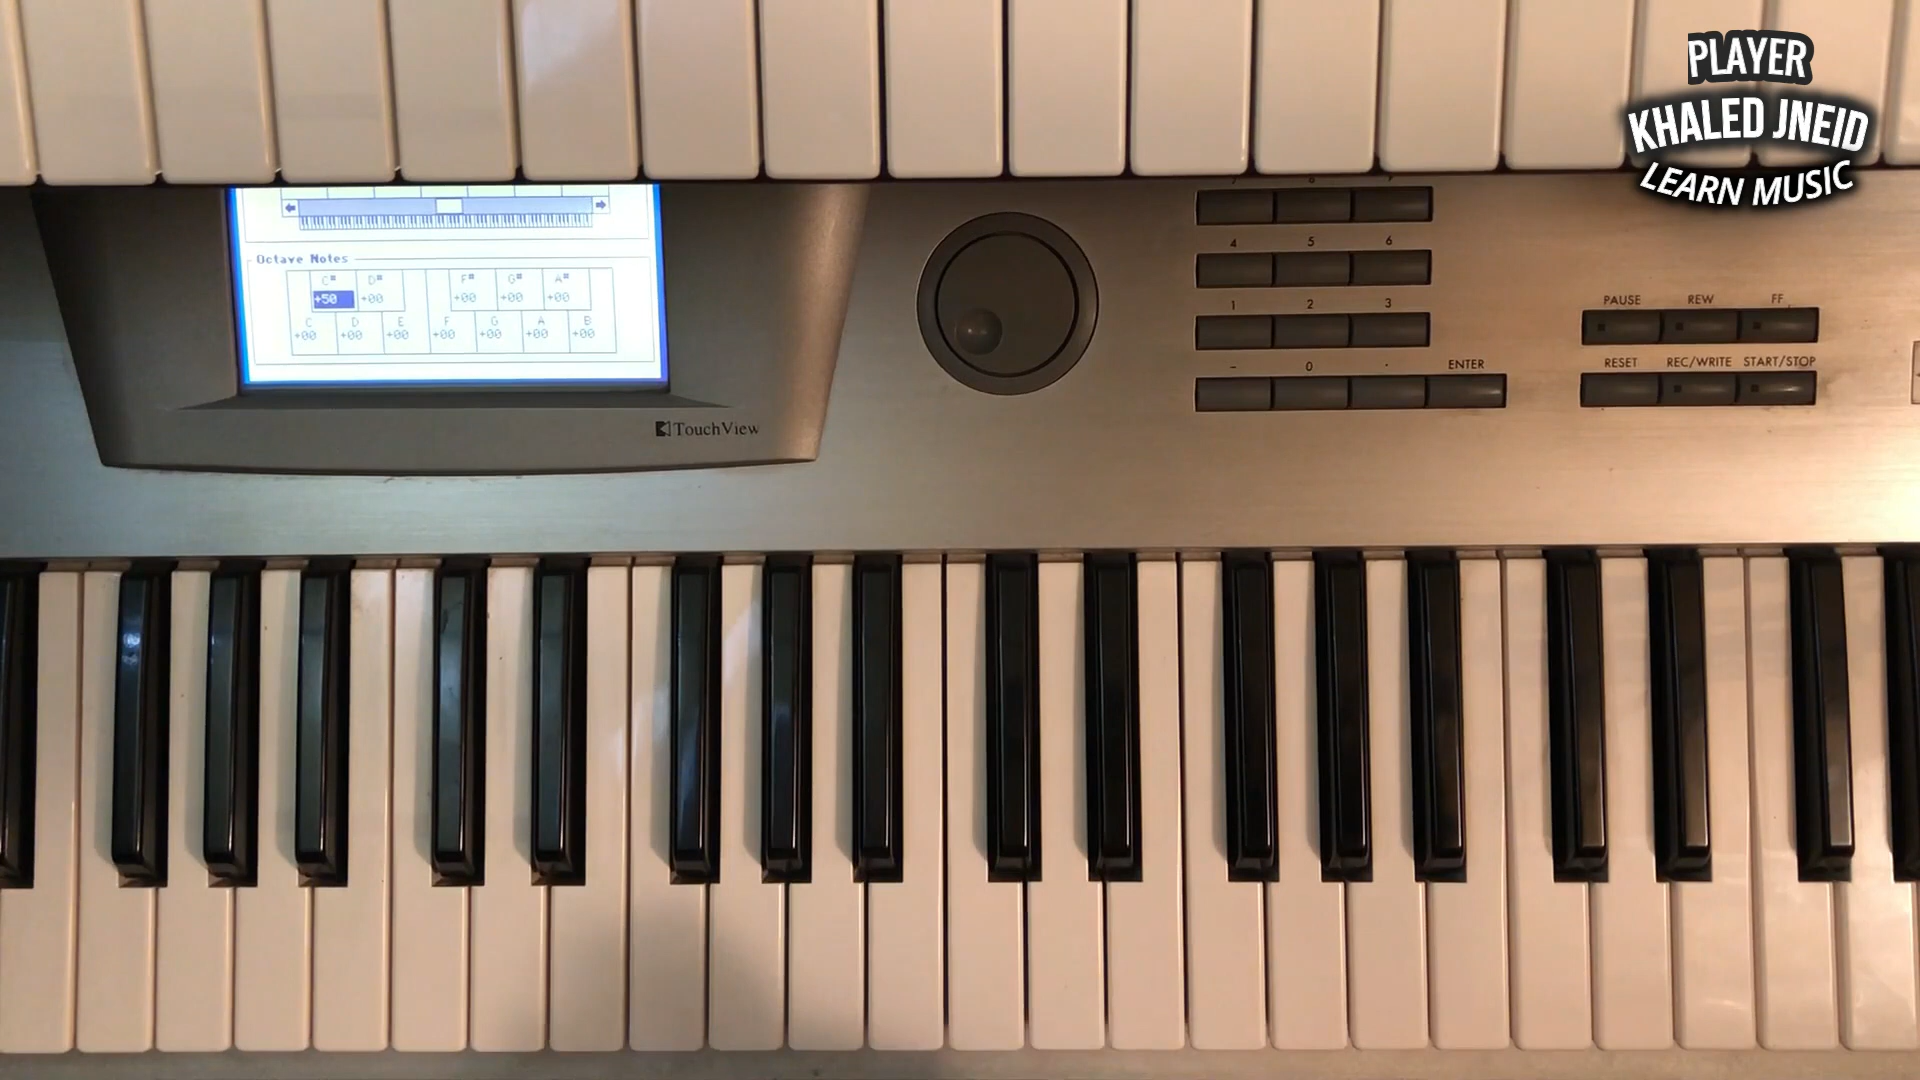 PLAYER
KHALED JNEID
LEARN MUSIC
Octave Notes
C# D# F# G# A#
+50 +00 +00 +00 +00
C D E F G A B
+00 +00 +00 +00 +00 +00 +00
TouchView
4 5 6
1 2 3
- 0 . ENTER
PAUSE REW FF
RESET REC/WRITE START/STOP